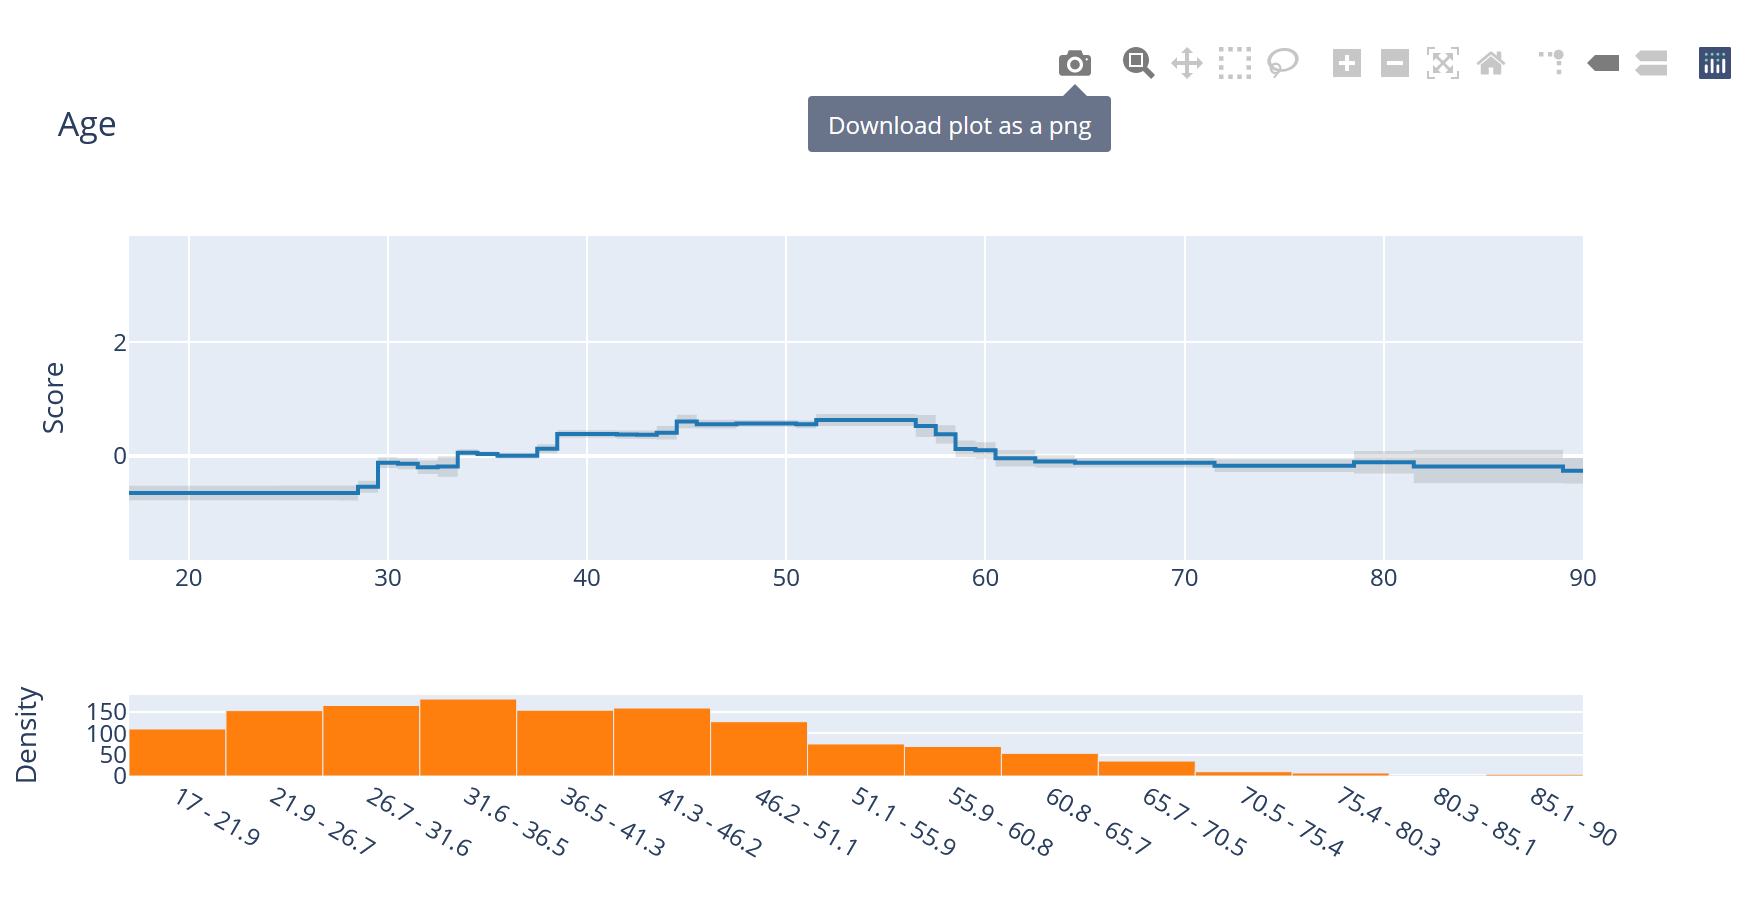 Download plot as a png
Age
Score
2
0
20 30 40 50 60 70 80 90
Density
150
100
50
0
17 - 21.9
21.9 - 26.7
26.7 - 31.6
31.6 - 36.5
36.5 - 41.3
41.3 - 46.2
46.2 - 51.1
51.1 - 55.9
55.9 - 60.8
60.8 - 65.7
65.7 - 70.5
70.5 - 75.4
75.4 - 80.3
80.3 - 85.1
85.1 - 90